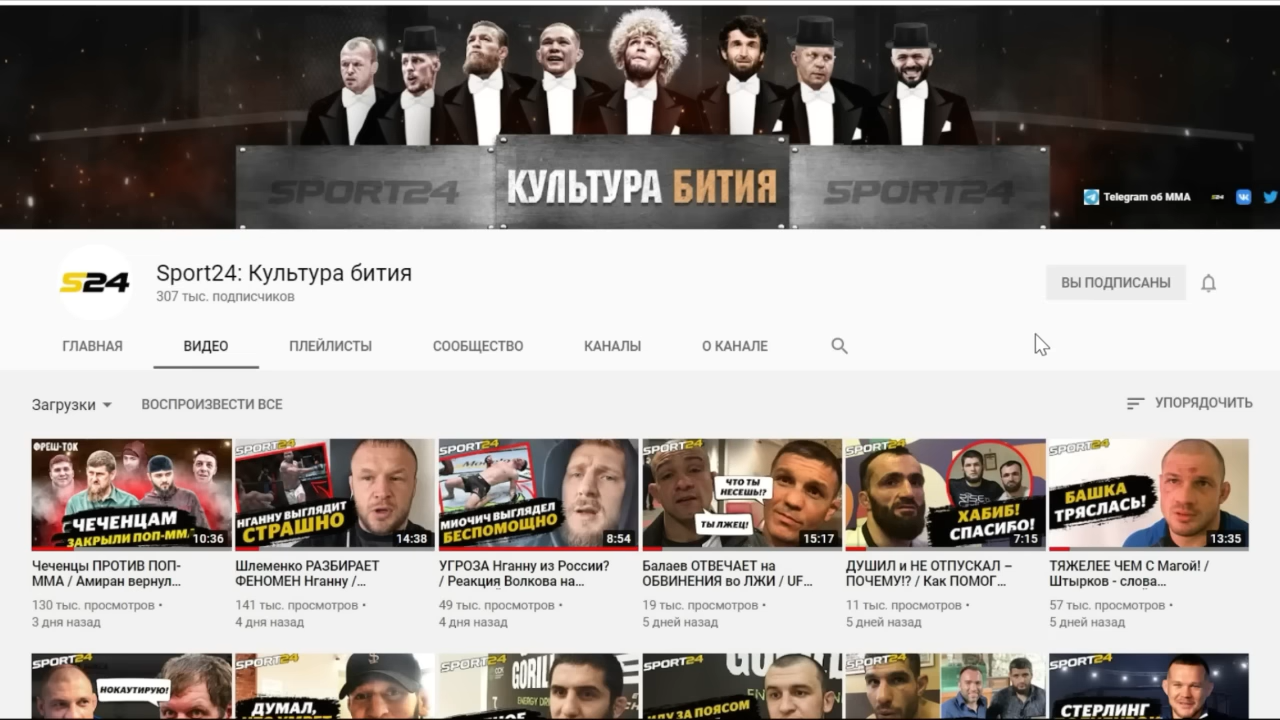 SPORT24
КУЛЬТУРА БИТИЯ
SPORT24
Telegram об ММА
S24
S24
Sport24: Культура бития
307 тыс. подписчиков
ВЫ ПОДПИСАНЫ
ГЛАВНАЯ
ВИДЕО
ПЛЕЙЛИСТЫ
СООБЩЕСТВО
КАНАЛЫ
О КАНАЛЕ
Загрузки
ВОСПРОИЗВЕСТИ ВСЕ
УПОРЯДОЧИТЬ
ФРЕШ-ТОК
ЧЕЧЕНЦАМ
ЗАКРЫЛИ ПОП-ММА
10:36
Чеченцы ПРОТИВ ПОП-
ММА / Амиран вернул...
130 тыс. просмотров •
3 дня назад
SPORT24
НГАННУ ВЫГЛЯДИТ
СТРАШНО
14:38
Шлеменко РАЗБИРАЕТ
ФЕНОМЕН Нганну /...
141 тыс. просмотров •
4 дня назад
SPORT24
МИОЧИЧ ВЫГЛЯДЕЛ
БЕСПОМОЩНО
8:54
УГРОЗА Нганну из России?
/ Реакция Волкова на...
49 тыс. просмотров •
4 дня назад
SPORT24
ЧТО ТЫ
НЕСЕШЬ!?
ТЫ ЛЖЕЦ!
15:17
Балаев ОТВЕЧАЕТ на
ОБВИНЕНИЯ во ЛЖИ / UF...
19 тыс. просмотров •
5 дней назад
SPORT24
ХАБИБ!
СПАСИБО!
7:15
ДУШИЛ и НЕ ОТПУСКАЛ –
ПОЧЕМУ!? / Как ПОМОГ...
11 тыс. просмотров •
5 дней назад
SPORT24
БАШКА
ТРЯСЛАСЬ!
13:35
ТЯЖЕЛЕЕ ЧЕМ С Магой! /
Штырков - слова...
57 тыс. просмотров •
5 дней назад
SPORT24
НОКАУТИРУЮ!
SPORT24
ДУМАЛ,
SPORT24
GORIL
ENERGY DR
SPORT24
ИДУ ЗА ПОЯСОМ
SPORT24
SPORT24
СТЕРЛИНГ